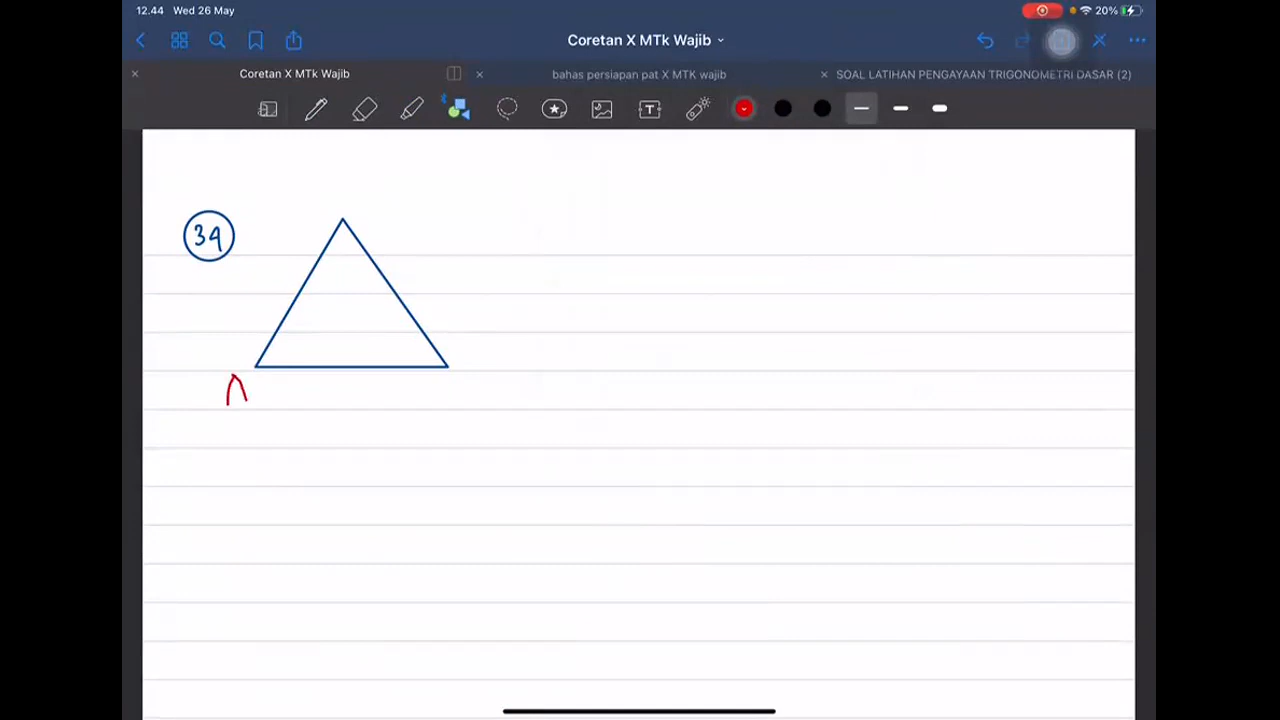 12.44 Wed 26 May
20%
Coretan X MTk Wajib
Coretan X MTk Wajib
bahas persiapan pat X MTK wajib
SOAL LATIHAN PENGAYAAN TRIGONOMETRI DASAR (2)
T
34